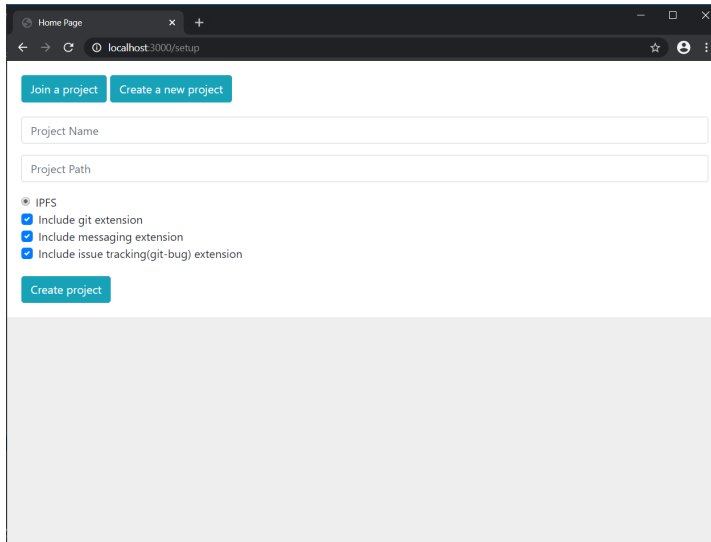 Home Page
localhost:3000/setup
Join a project Create a new project
Project Name
Project Path
IPFS
Include git extension
Include messaging extension
Include issue tracking(git-bug) extension
Create project